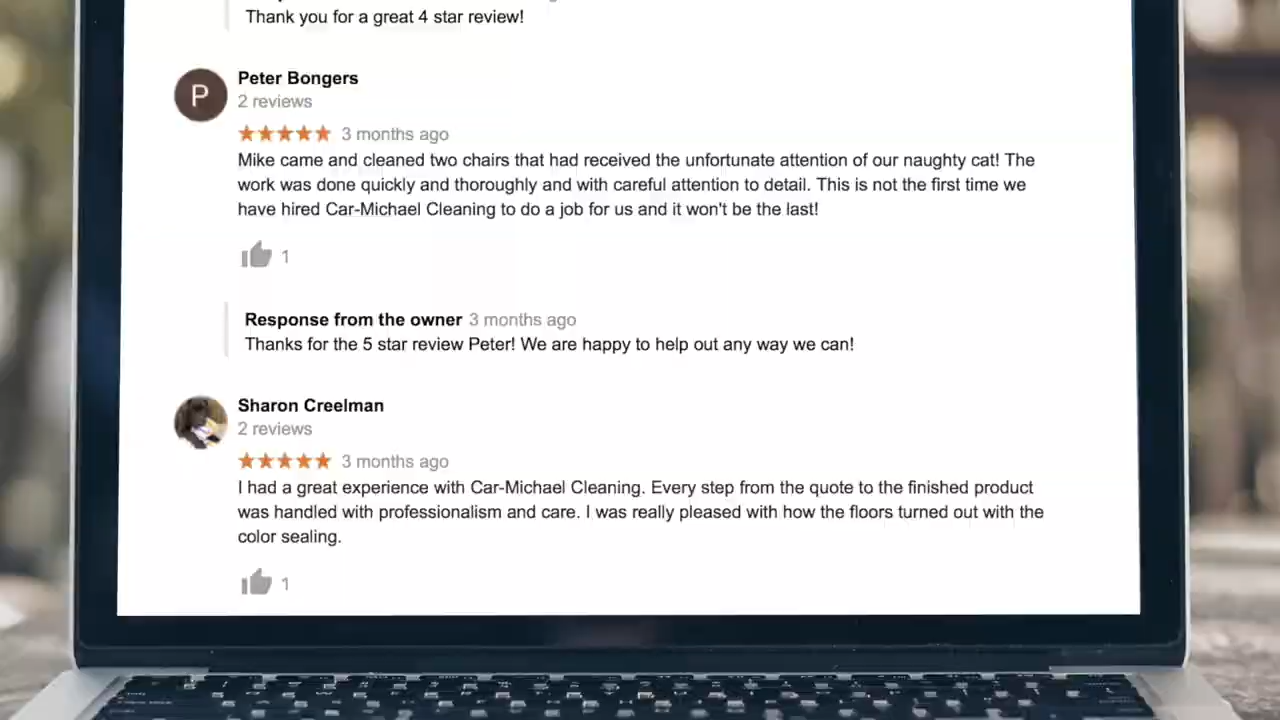 Thank you for a great 4 star review!
P
Peter Bongers
2 reviews
3 months ago
Mike came and cleaned two chairs that had received the unfortunate attention of our naughty cat! The
work was done quickly and thoroughly and with careful attention to detail. This is not the first time we
have hired Car-Michael Cleaning to do a job for us and it won't be the last!
1
Response from the owner 3 months ago
Thanks for the 5 star review Peter! We are happy to help out any way we can!
Sharon Creelman
2 reviews
3 months ago
I had a great experience with Car-Michael Cleaning. Every step from the quote to the finished product
was handled with professionalism and care. I was really pleased with how the floors turned out with the
color sealing.
1